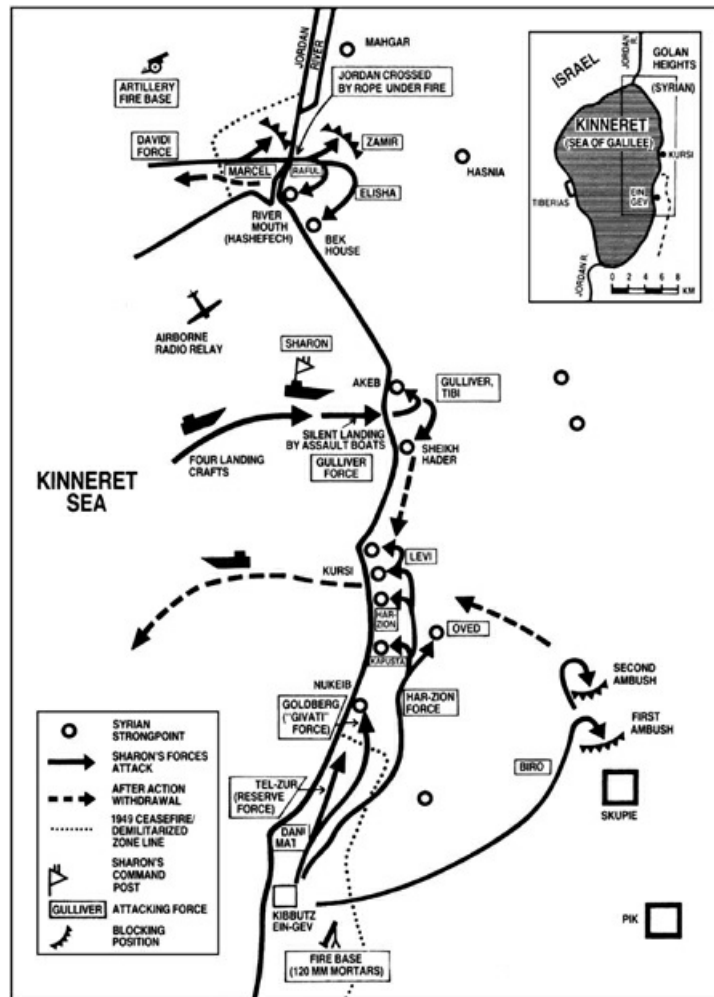 MAHGAR
JORDAN
RIVER
ARTILLERY
FIRE BASE
JORDAN CROSSED
BY ROPE UNDER FIRE
DAVIDI
FORCE
ZAMIR
MARCEL
RAFUL
HASNIA
ELISHA
RIVER
MOUTH
(HASHEFECH)
BEK
HOUSE
AIRBORNE
RADIO RELAY
SHARON
AKEB
GULLIVER,
TIBI
SILENT LANDING
BY ASSAULT BOATS
FOUR LANDING
CRAFTS
GULLIVER
FORCE
SHEIKH
HADER
KINNERET
SEA
LEVI
KURSI
HAR-
ZION
OVED
KAPUSTA
NUKEIB
HAR-ZION
FORCE
GOLDBERG
("GIVATI"
FORCE)
SECOND
AMBUSH
FIRST
AMBUSH
BIRO
TEL-ZUR
(RESERVE
FORCE)
SKUPIE
DANI
MAT
KIBBUTZ
EIN-GEV
PIK
FIRE BASE
(120 MM MORTARS)
JORDAN
R.
GOLAN
HEIGHTS
ISRAEL
(SYRIAN)
KINNERET
(SEA OF GALILEE)
KURSI
TIBERIAS
EIN
GEV
JORDAN R.
0 2 4 6 8
KM
SYRIAN
STRONGPOINT
SHARON'S FORCES
ATTACK
AFTER ACTION
WITHDRAWAL
1949 CEASEFIRE/
DEMILITARIZED
ZONE LINE
SHARON'S
COMMAND
POST
GULLIVER ATTACKING FORCE
BLOCKING
POSITION